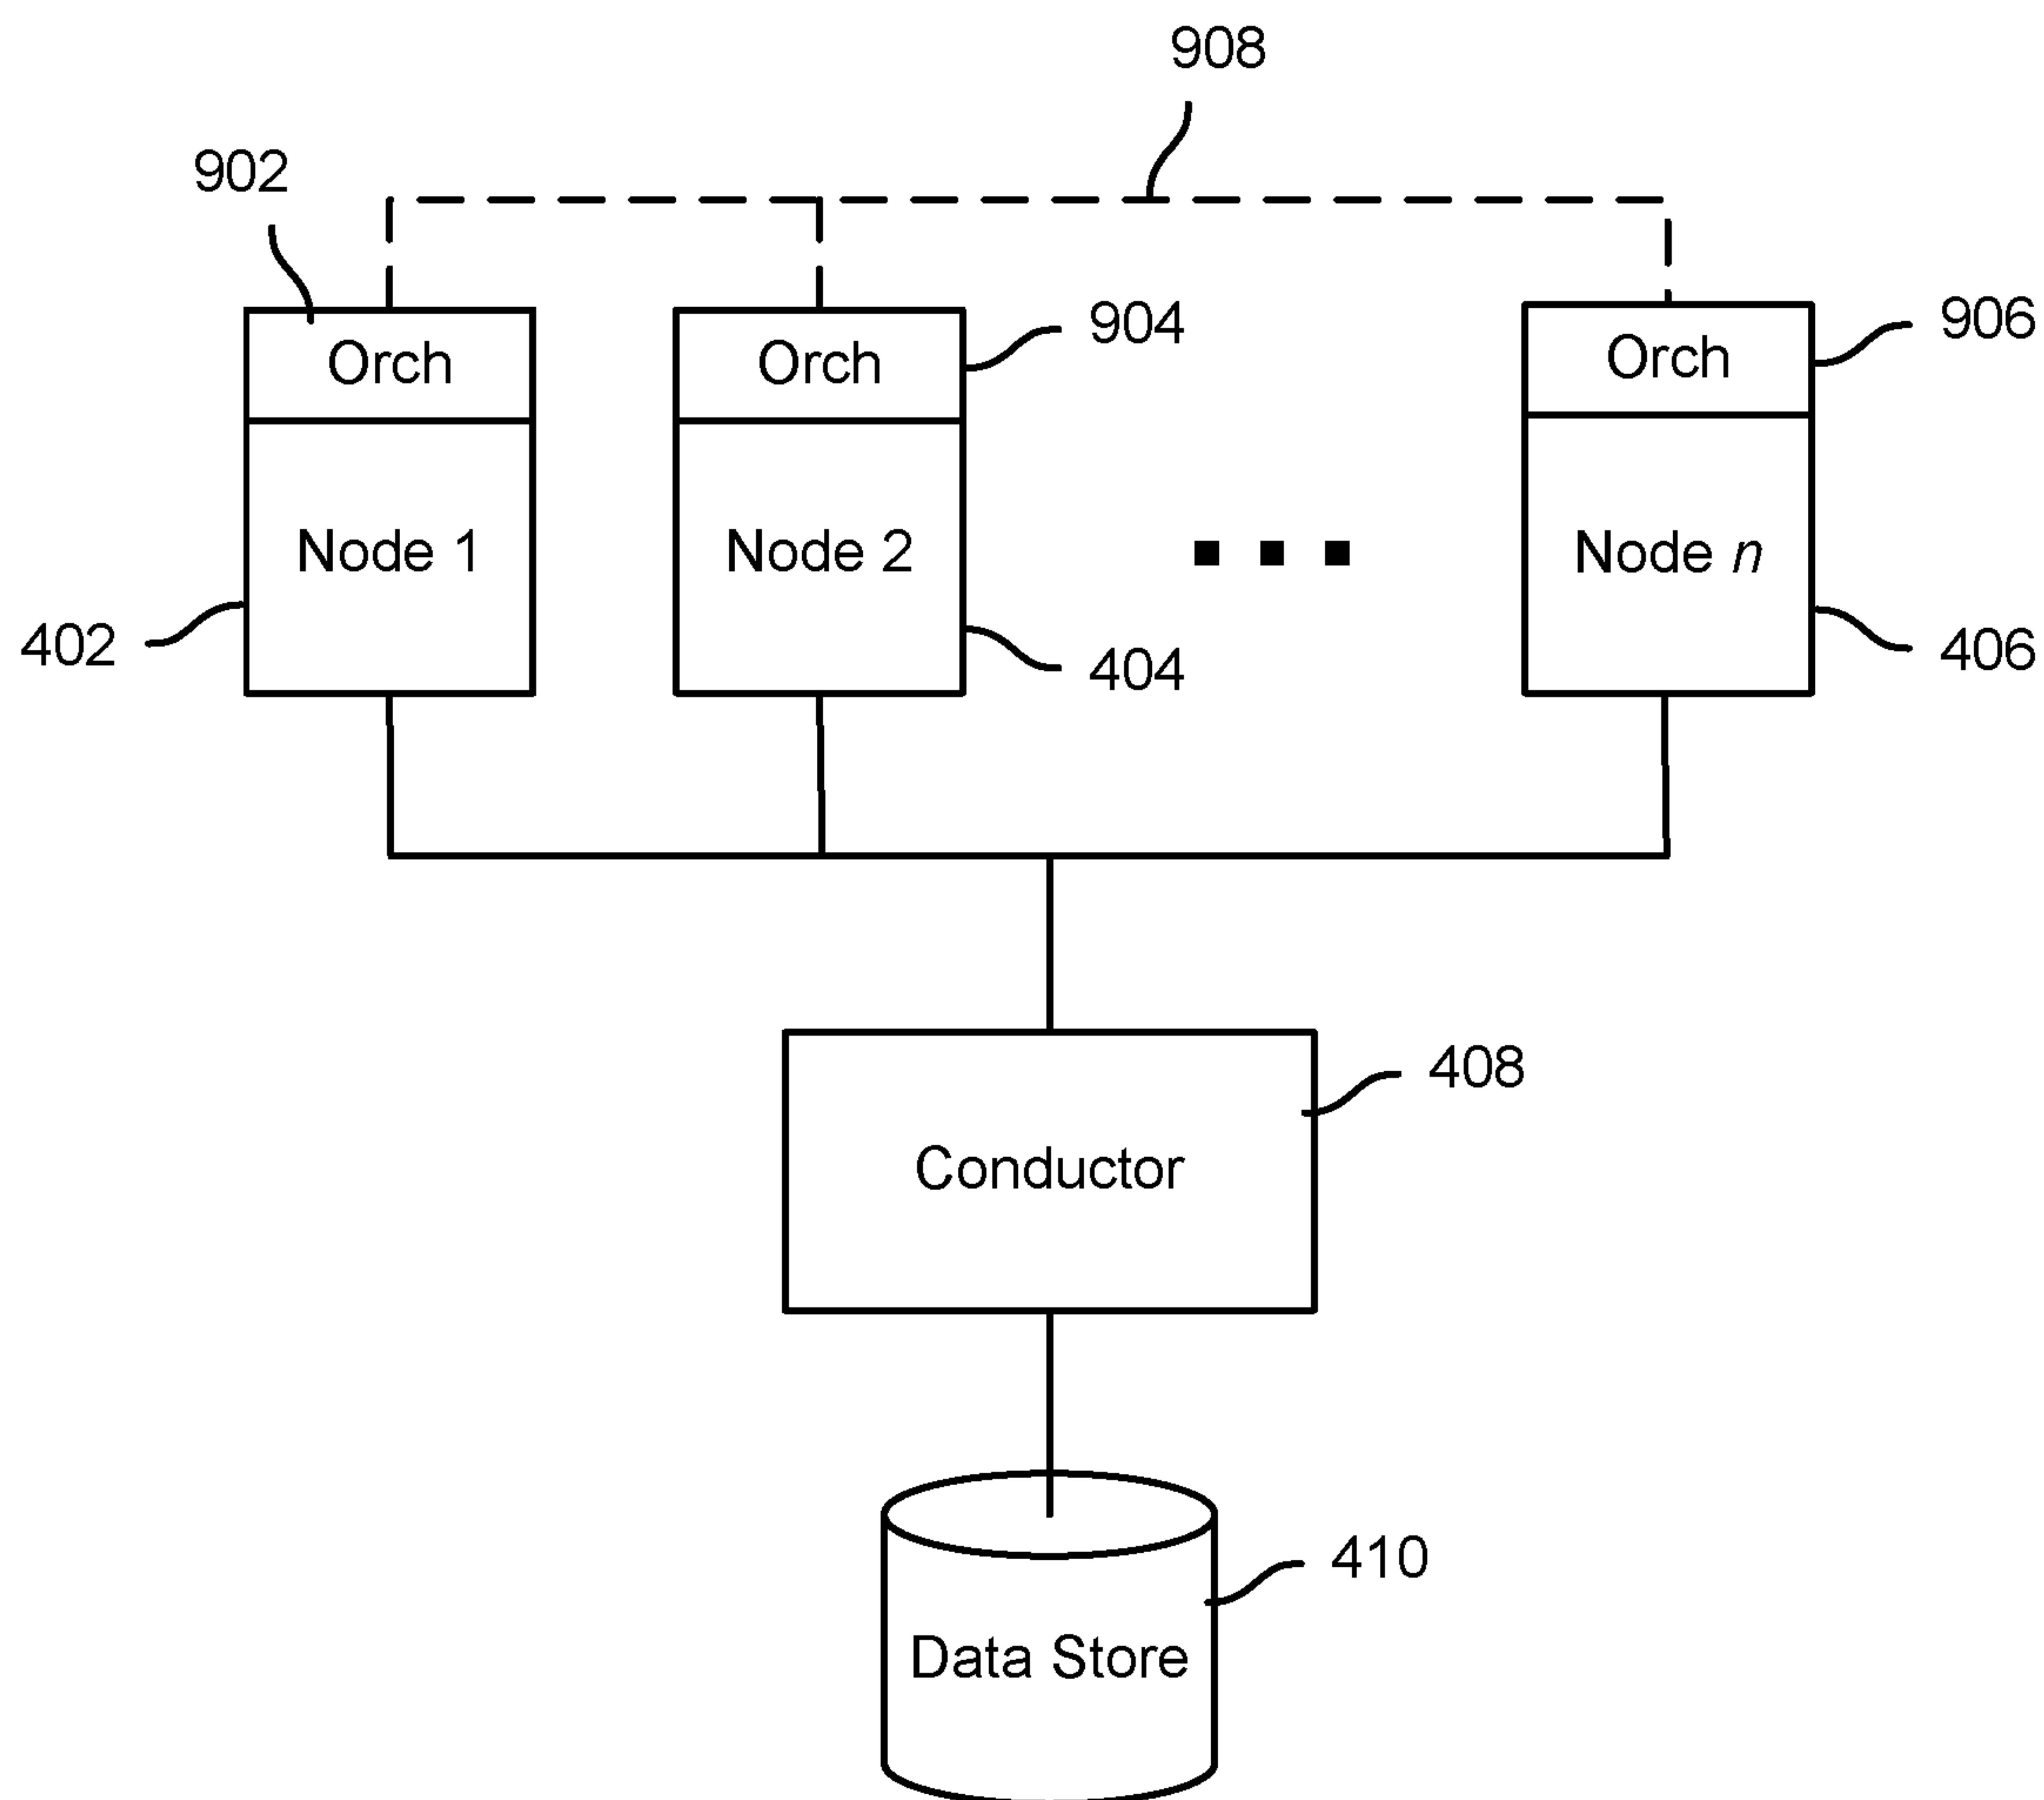 908
902
Orch
Orch
904
Orch
906
Node 1
Node 2
Node n
402
404
406
408
Conductor
410
Data Store